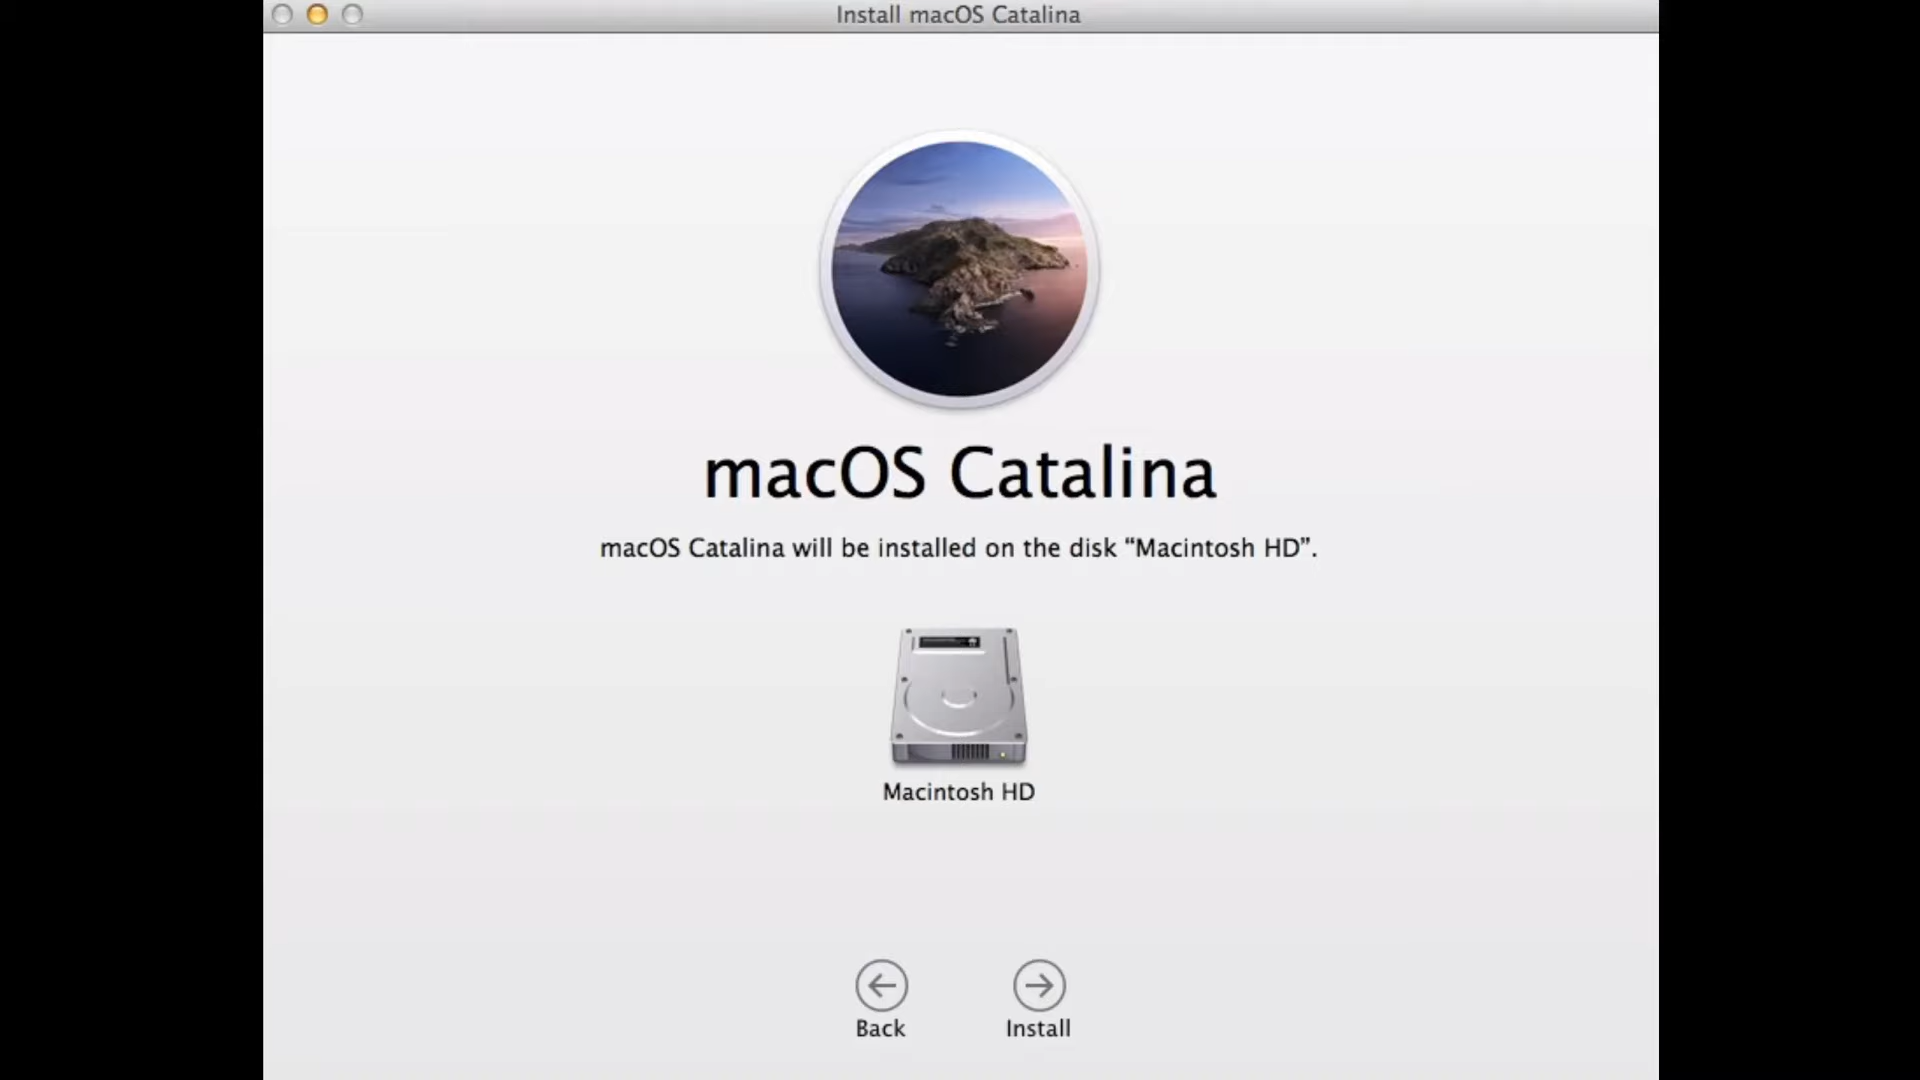 Install macOS Catalina
macOS Catalina
macOS Catalina will be installed on the disk “Macintosh HD”.
Macintosh HD
Back
Install